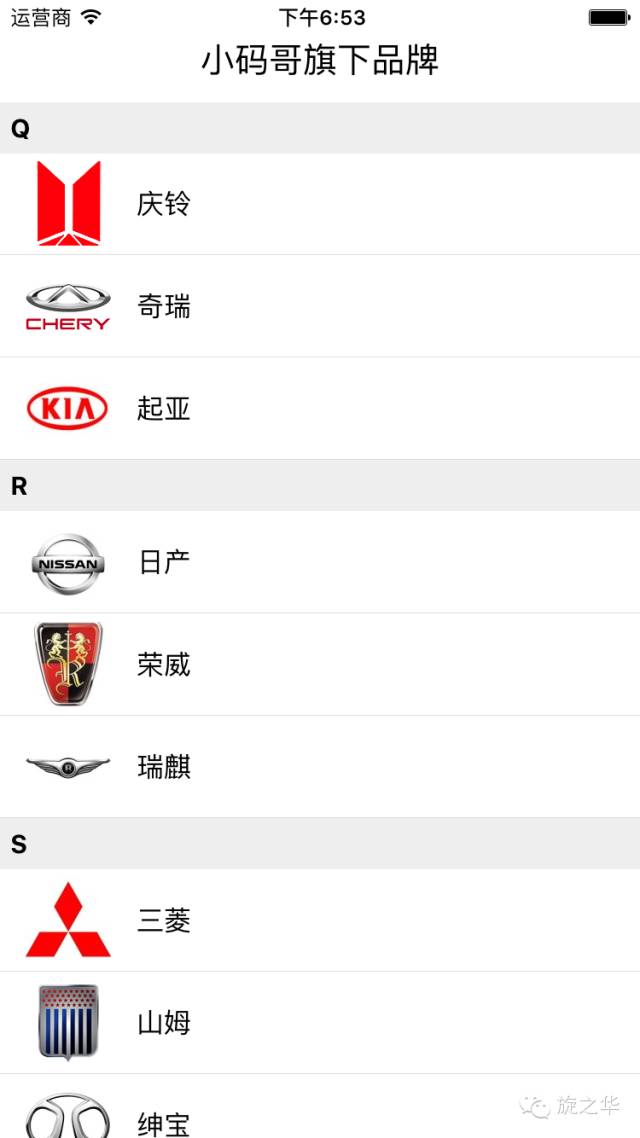 运营商 下午6:53
小码哥旗下品牌
Q
庆铃
CHERY 奇瑞
KIA 起亚
R
NISSAN 日产
R 荣威
瑞麒
S
三菱
山姆
绅宝
旋之华